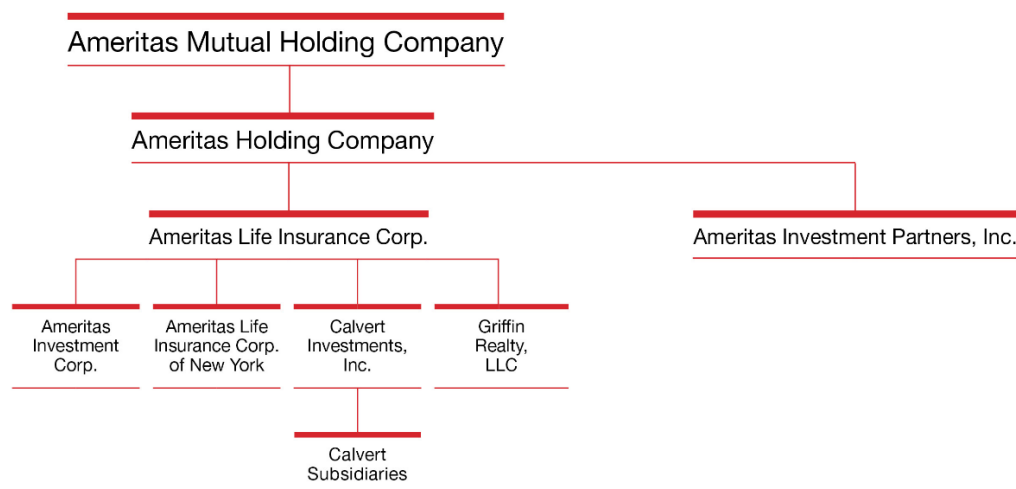 Ameritas Mutual Holding Company
Ameritas Holding Company
Ameritas Life Insurance Corp.
Ameritas Investment Partners, Inc.
Ameritas
Investment
Corp.
Ameritas Life
Insurance Corp.
of New York
Calvert
Investments,
Inc.
Griffin
Realty,
LLC
Calvert
Subsidiaries